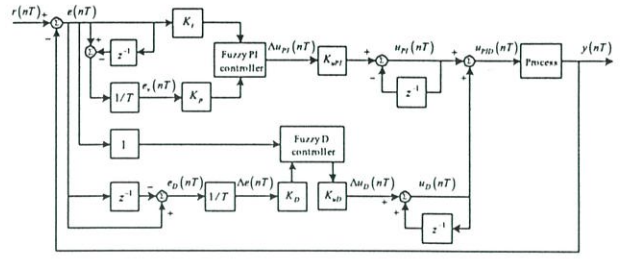 r(nT) + e(nT)
Σ
−
K_i
+
Σ
−
z⁻¹
Fuzzy PI
controller
Δu_PI(nT)
K_uPI
+
Σ
−
u_PI(nT)
z⁻¹
+
Σ
+
u_PID(nT)
Process
y(nT)
1/T
e_v(nT)
K_p
1
Fuzzy D
controller
z⁻¹
−
Σ
+
e_D(nT)
1/T
Δe(nT)
K_D
K_uD
Δu_D(nT)
+
Σ
+
u_D(nT)
z⁻¹